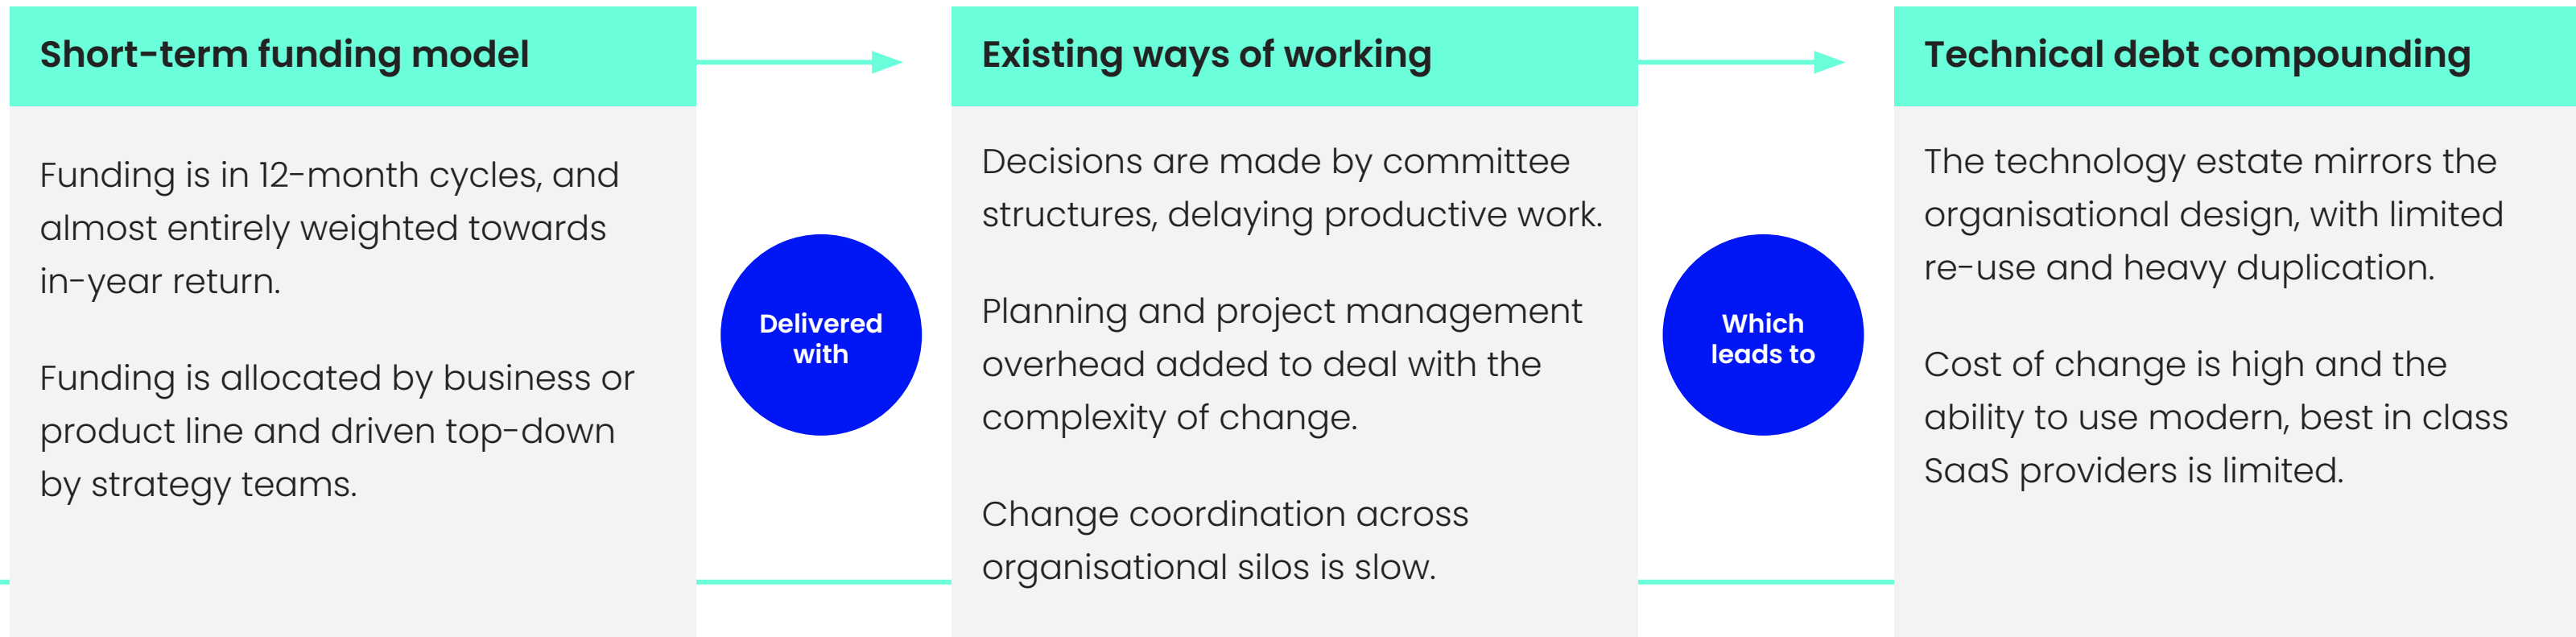 Short-term funding model
Funding is in 12-month cycles, and
almost entirely weighted towards
in-year return.
Funding is allocated by business or
product line and driven top-down
by strategy teams.
Delivered
with
Existing ways of working
Decisions are made by committee
structures, delaying productive work.
Planning and project management
overhead added to deal with the
complexity of change.
Change coordination across
organisational silos is slow.
Which
leads to
Technical debt compounding
The technology estate mirrors the
organisational design, with limited
re-use and heavy duplication.
Cost of change is high and the
ability to use modern, best in class
SaaS providers is limited.